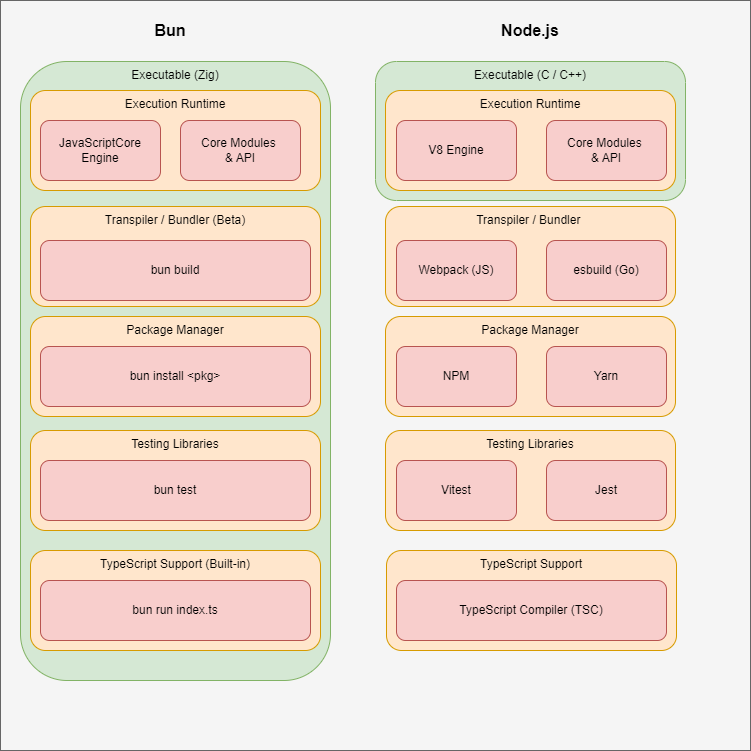 Bun
Executable (Zig)
Execution Runtime
JavaScriptCore
Engine
Core Modules
& API
Transpiler / Bundler (Beta)
bun build
Package Manager
bun install <pkg>
Testing Libraries
bun test
TypeScript Support (Built-in)
bun run index.ts
Node.js
Executable (C / C++)
Execution Runtime
V8 Engine
Core Modules
& API
Transpiler / Bundler
Webpack (JS)
esbuild (Go)
Package Manager
NPM
Yarn
Testing Libraries
Vitest
Jest
TypeScript Support
TypeScript Compiler (TSC)